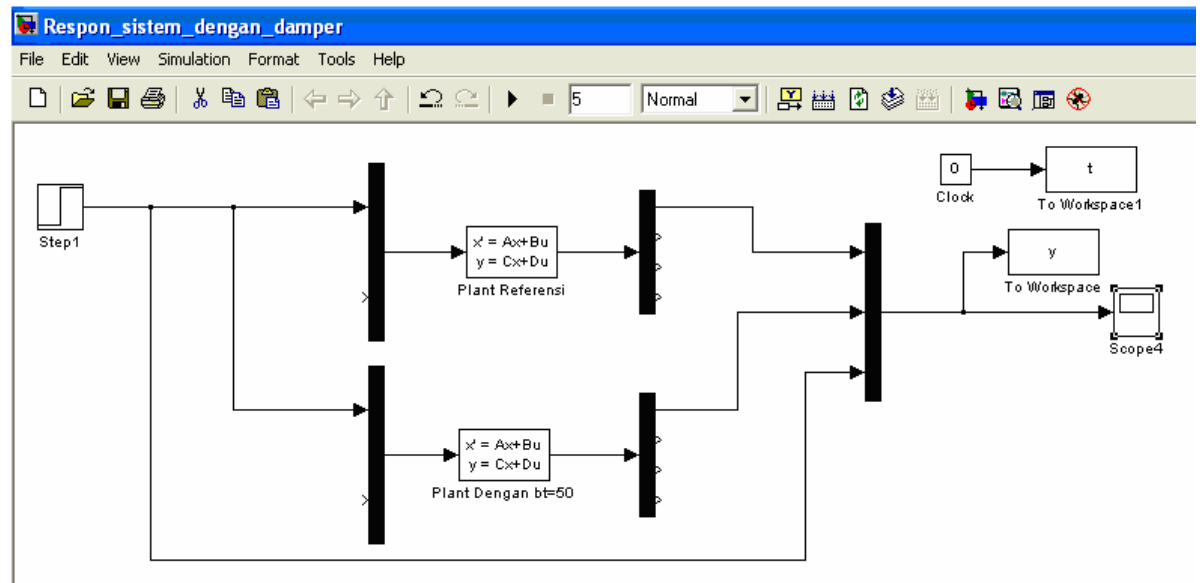 Respon_sistem_dengan_damper
File Edit View Simulation Format Tools Help
5 Normal
Step1
x' = Ax+Bu
y = Cx+Du
Plant Referensi
0
Clock
t
To Workspace1
y
To Workspace
Scope4
x' = Ax+Bu
y = Cx+Du
Plant Dengan bt=50